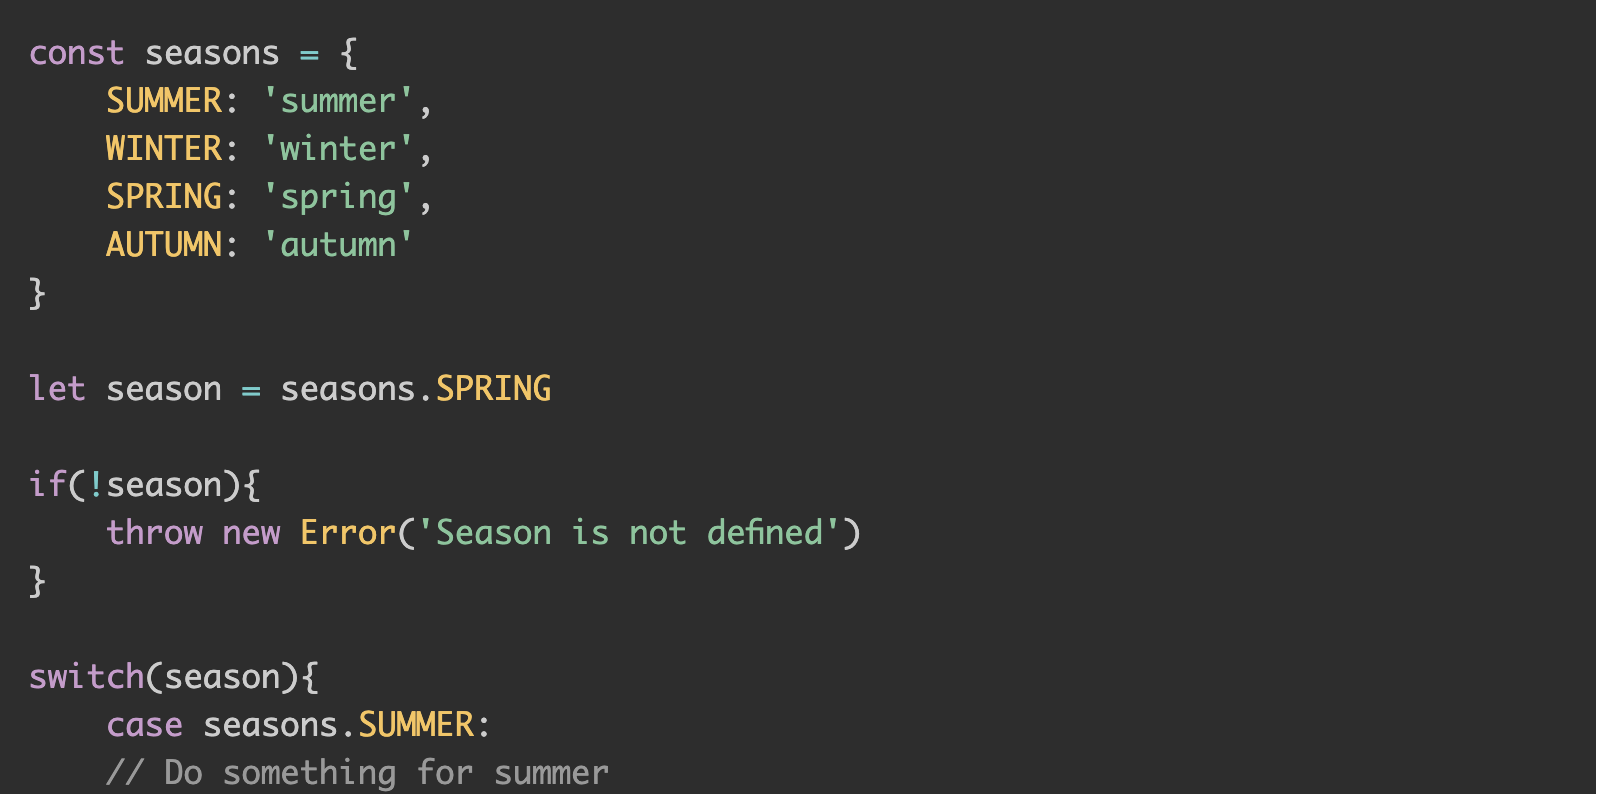 const seasons = {
    SUMMER: 'summer',
    WINTER: 'winter',
    SPRING: 'spring',
    AUTUMN: 'autumn'
}

let season = seasons.SPRING

if(!season){
    throw new Error('Season is not defined')
}

switch(season){
    case seasons.SUMMER:
    // Do something for summer